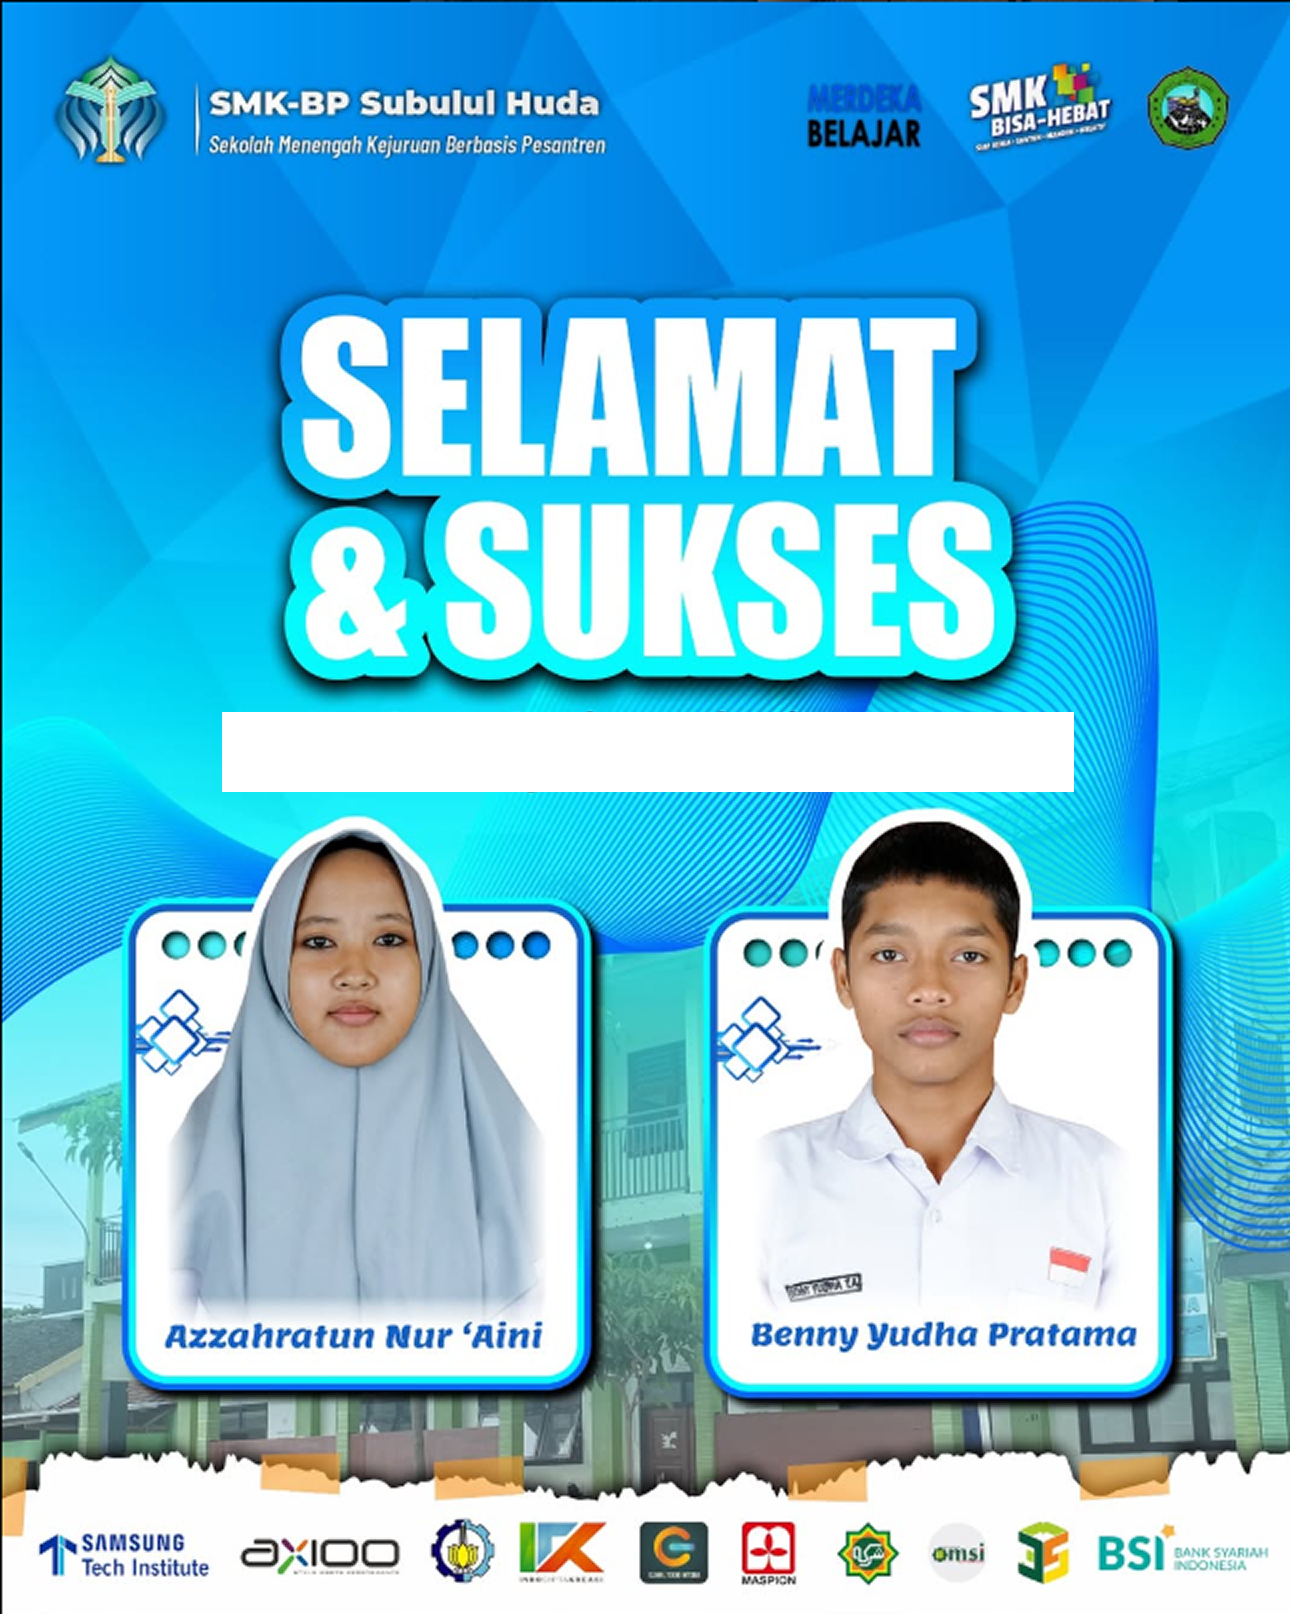 SMK-BP Subulul Huda
Sekolah Menengah Kejuruan Berbasis Pesantren
MERDEKA
BELAJAR
SMK
BISA-HEBAT
SELAMAT
& SUKSES
Azzahratun Nur ‘Aini
Benny Yudha Pratama
SAMSUNG
Tech Institute
axioo
MASPION
omsi
BSI
BANK SYARIAH
INDONESIA